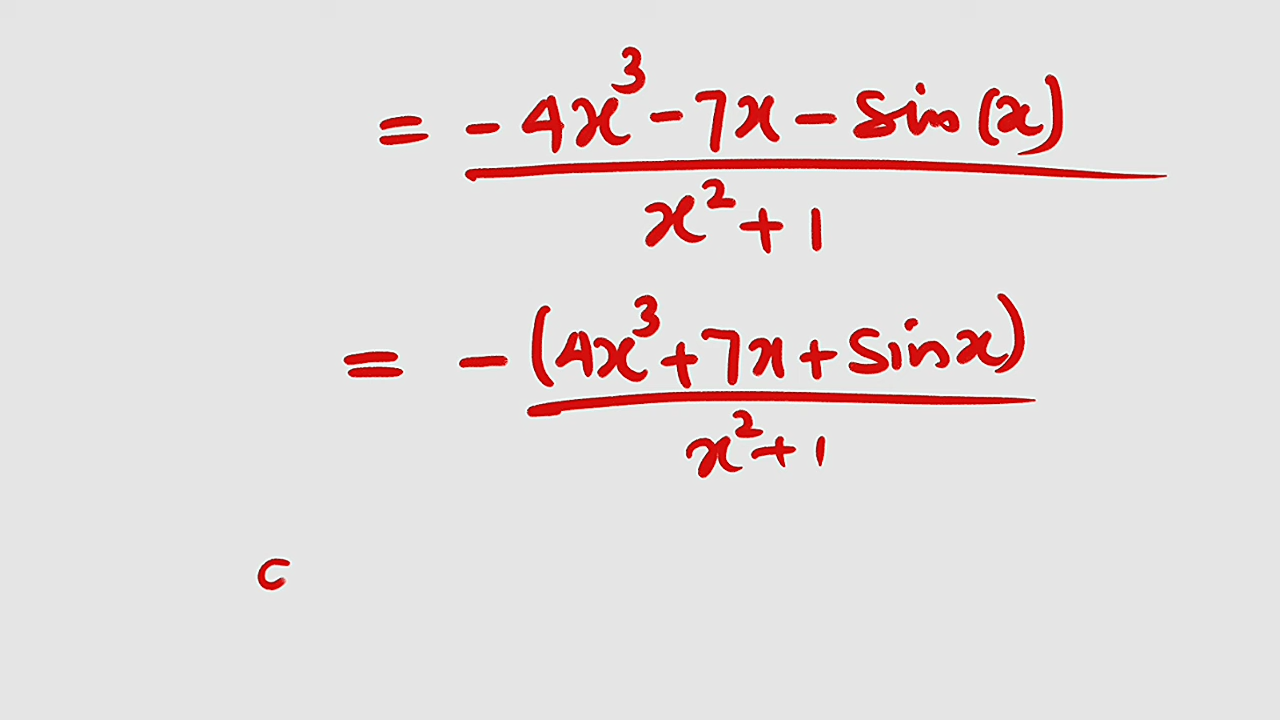 = -4x³ - 7x - sin(x)
x² + 1
= -(4x³ + 7x + sinx)
x² + 1
c